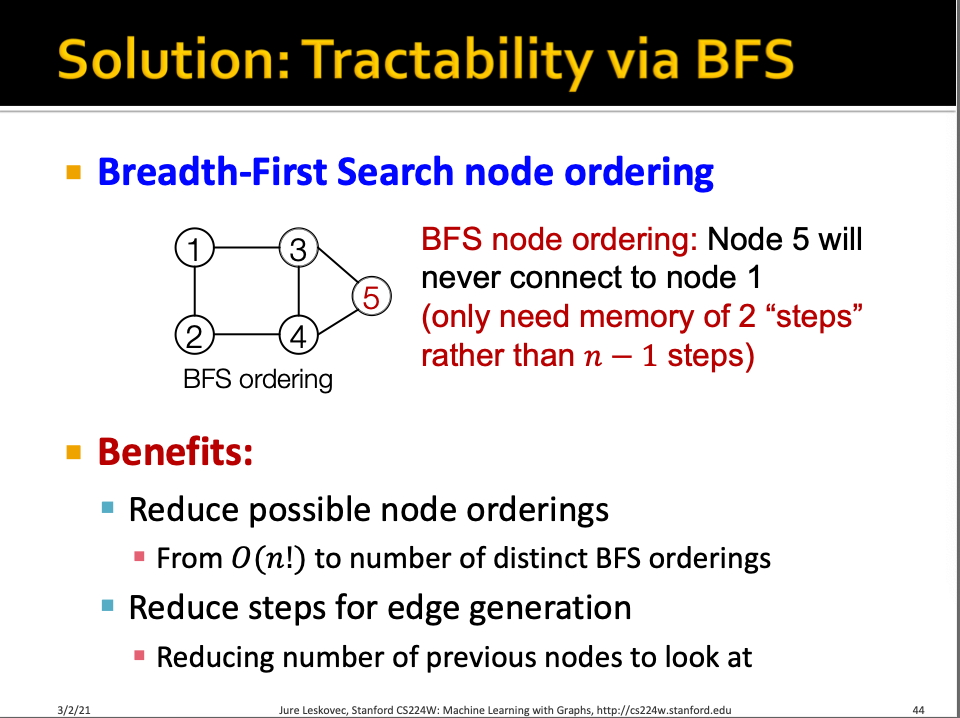 Solution: Tractability via BFS
Breadth-First Search node ordering
1
3
5
2
4
BFS ordering
BFS node ordering: Node 5 will
never connect to node 1
(only need memory of 2 “steps”
rather than n − 1 steps)
Benefits:
Reduce possible node orderings
From O(n!) to number of distinct BFS orderings
Reduce steps for edge generation
Reducing number of previous nodes to look at
3/2/21
Jure Leskovec, Stanford CS224W: Machine Learning with Graphs, http://cs224w.stanford.edu
44